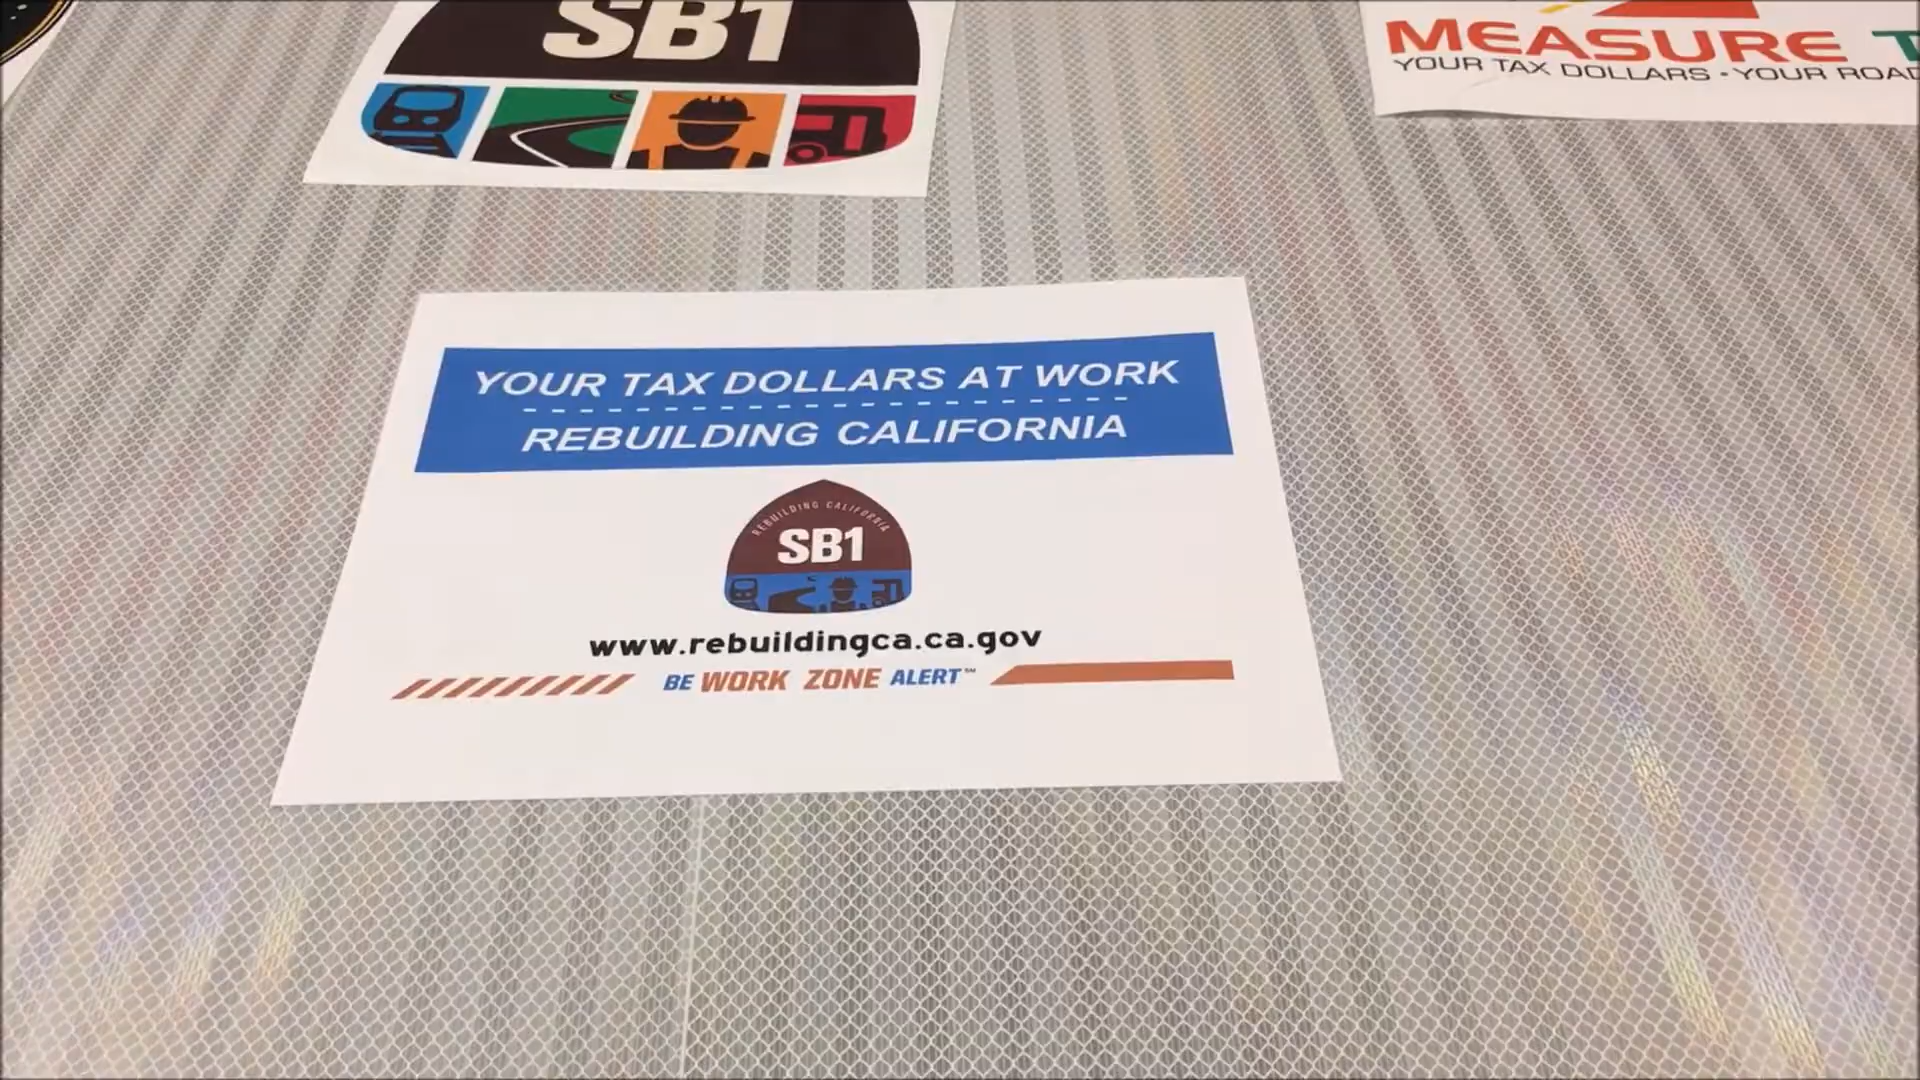 SB1
MEASURE
YOUR TAX DOLLARS • YOUR ROAD
YOUR TAX DOLLARS AT WORK
REBUILDING CALIFORNIA
REBUILDING CALIFORNIA
SB1
www.rebuildingca.ca.gov
BE WORK ZONE ALERT™